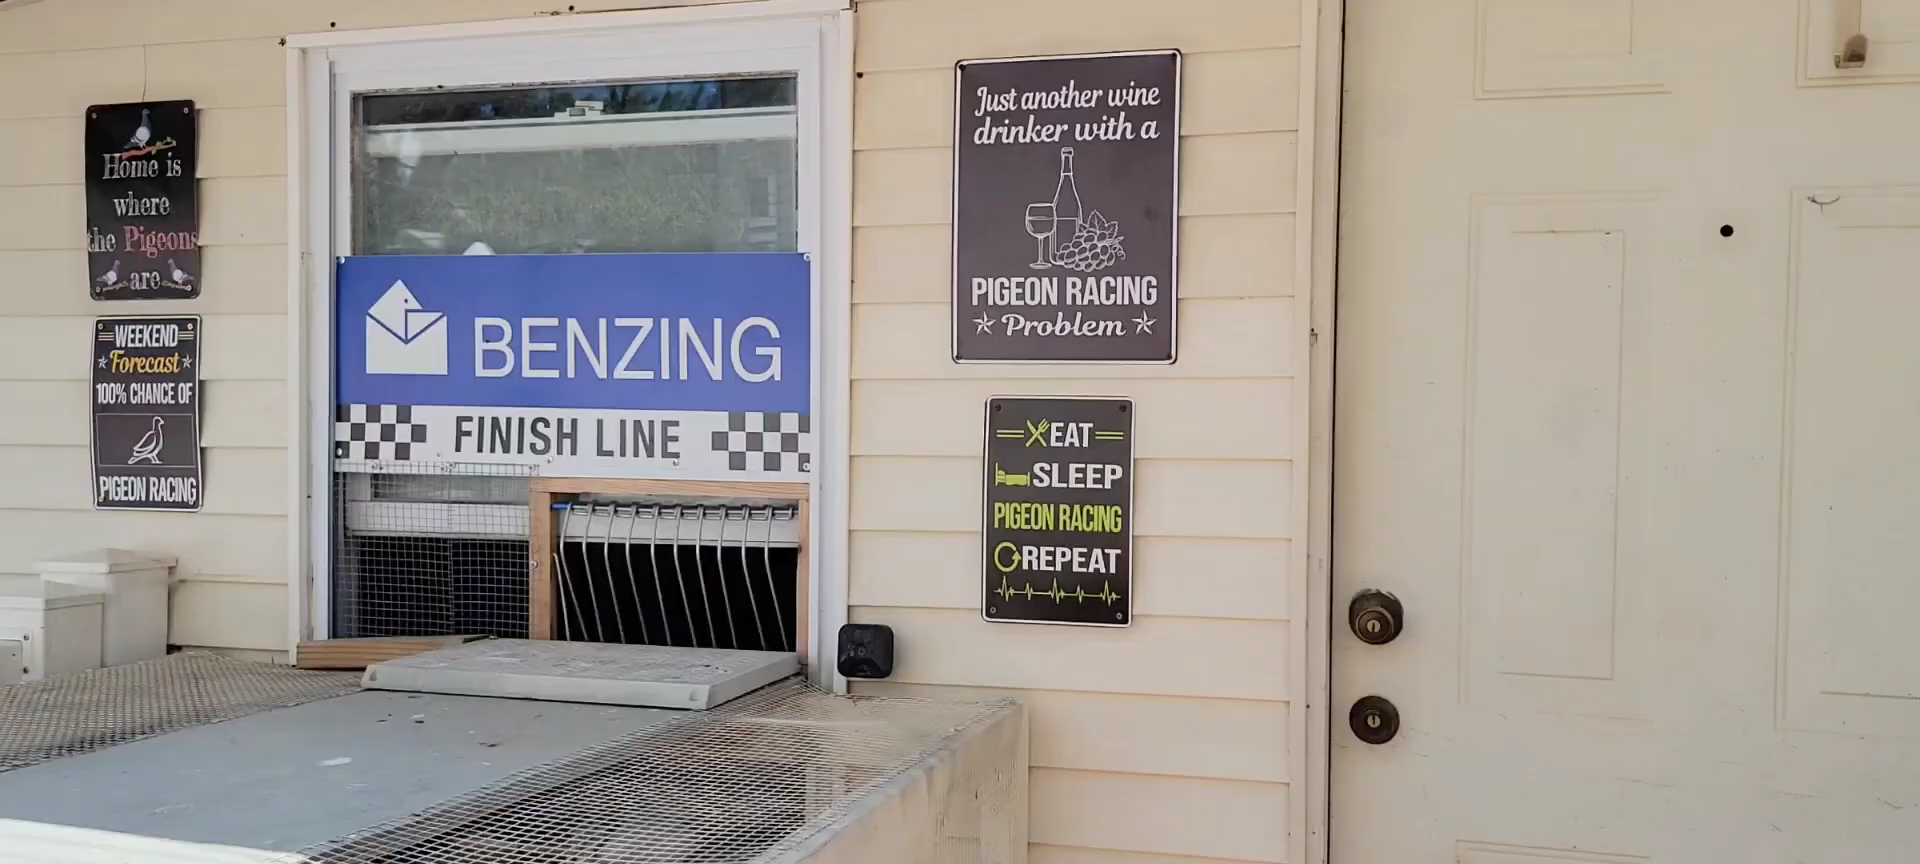 Home is
where
the Pigeons
are
WEEKEND
Forecast
100% CHANCE OF
PIGEON RACING
BENZING
FINISH LINE
Just another wine
drinker with a
PIGEON RACING
Problem
EAT
SLEEP
PIGEON RACING
REPEAT